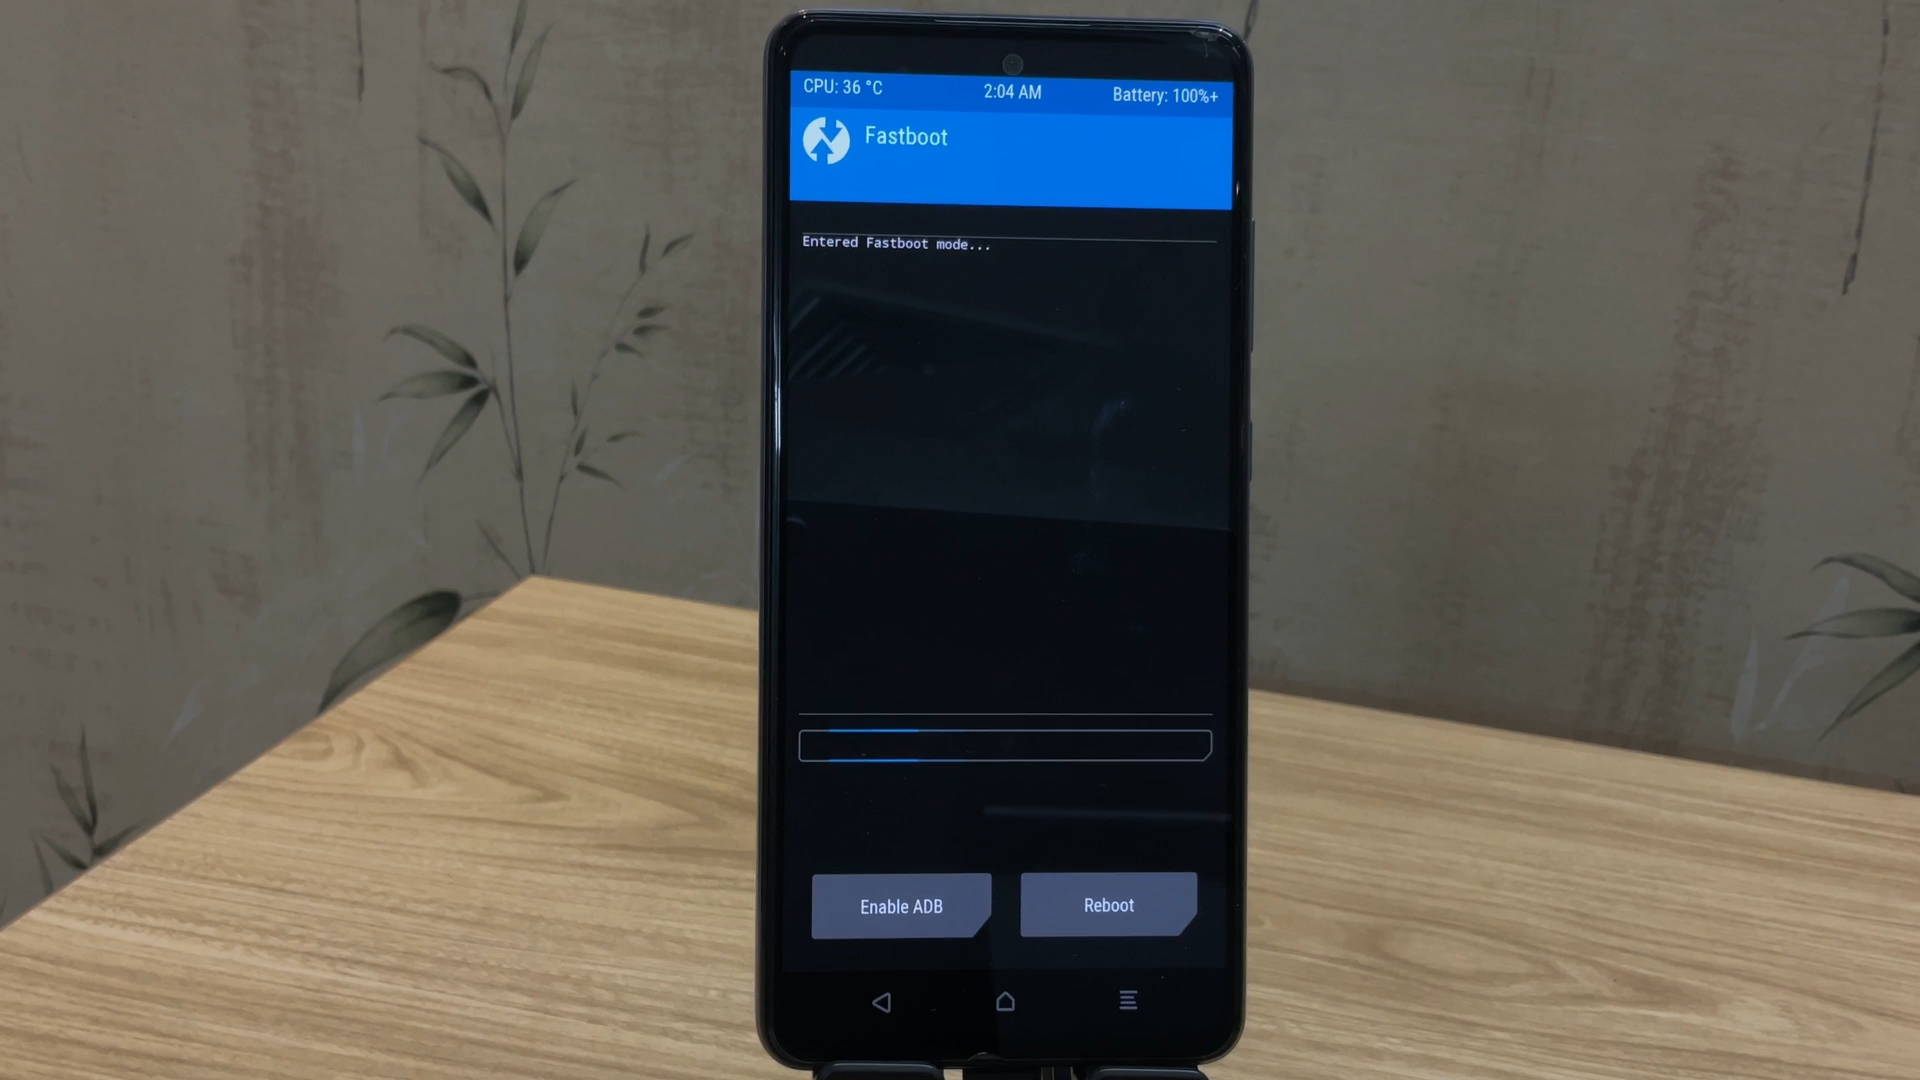 CPU: 36 °C 2:04 AM Battery: 100%+
Fastboot
Entered Fastboot mode...
Enable ADB Reboot